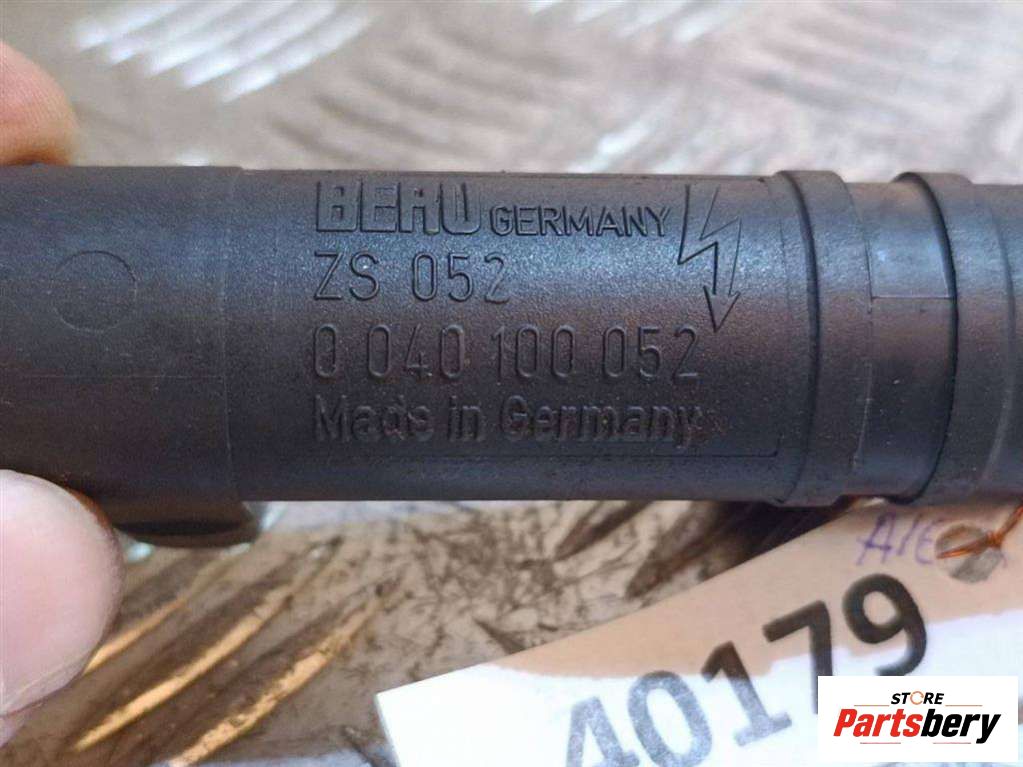 BERU GERMANY
ZS 052
0 040 100 052
Made in Germany
A/E
40179
STORE
Partsbery